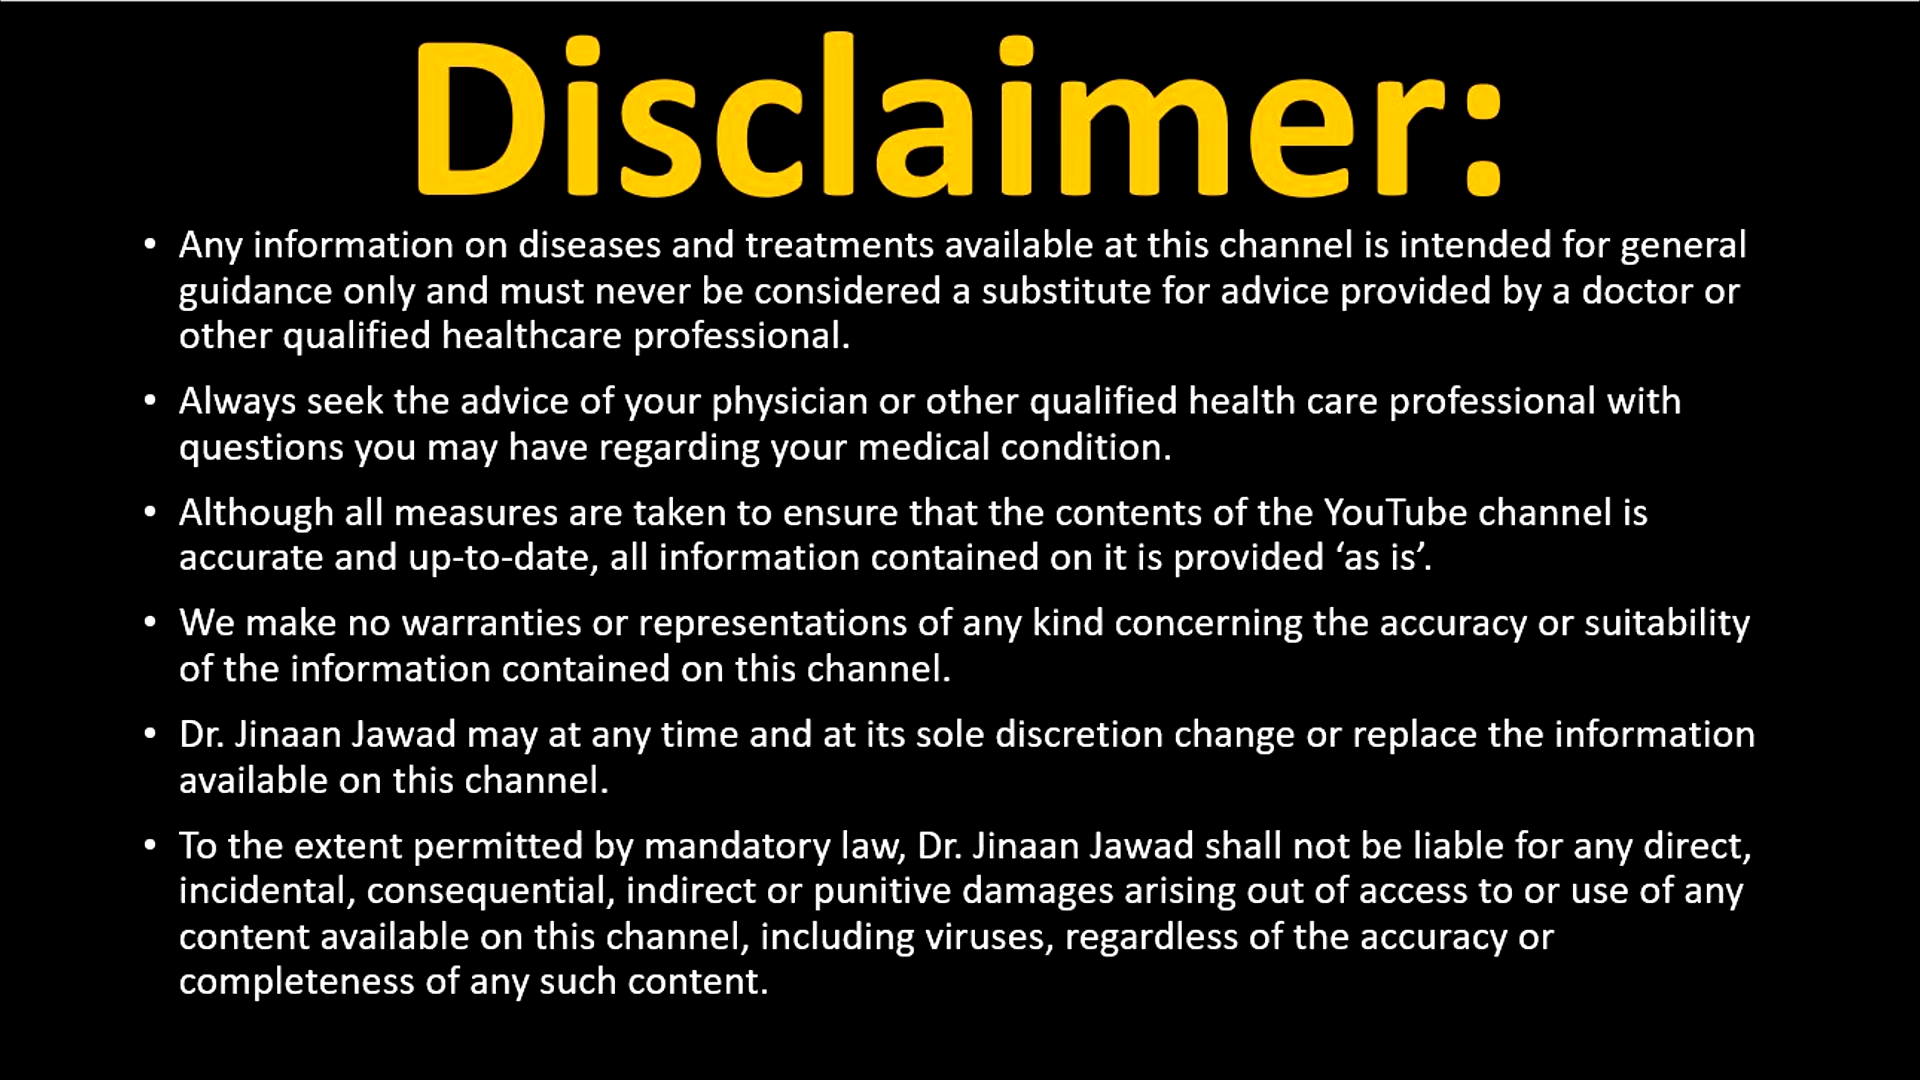 Disclaimer:
• Any information on diseases and treatments available at this channel is intended for general
guidance only and must never be considered a substitute for advice provided by a doctor or
other qualified healthcare professional.
• Always seek the advice of your physician or other qualified health care professional with
questions you may have regarding your medical condition.
• Although all measures are taken to ensure that the contents of the YouTube channel is
accurate and up-to-date, all information contained on it is provided ‘as is’.
• We make no warranties or representations of any kind concerning the accuracy or suitability
of the information contained on this channel.
• Dr. Jinaan Jawad may at any time and at its sole discretion change or replace the information
available on this channel.
• To the extent permitted by mandatory law, Dr. Jinaan Jawad shall not be liable for any direct,
incidental, consequential, indirect or punitive damages arising out of access to or use of any
content available on this channel, including viruses, regardless of the accuracy or
completeness of any such content.